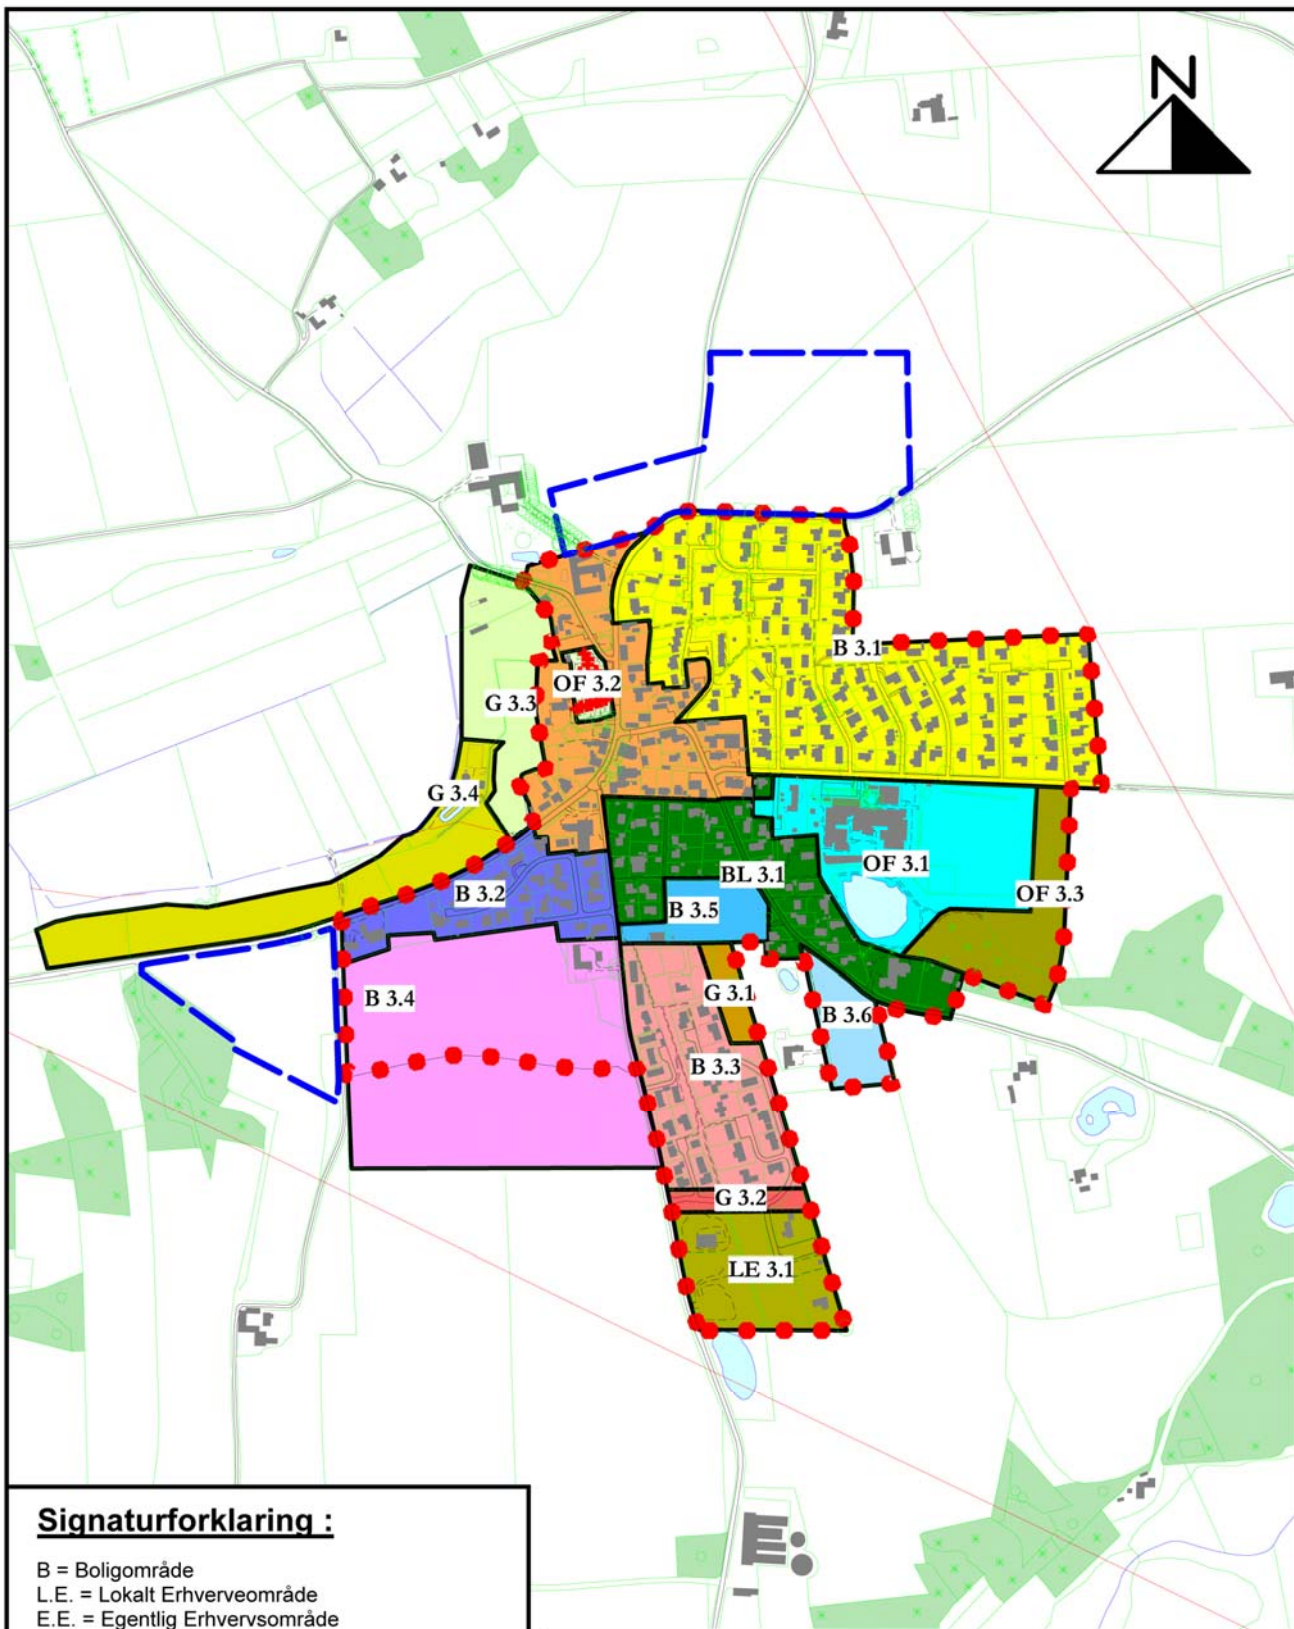 N
B 3.1
OF 3.2
G 3.3
G 3.4
OF 3.1
BL 3.1
OF 3.3
B 3.2
B 3.5
B 3.4
G 3.1
B 3.6
B 3.3
G 3.2
LE 3.1
Signaturforklaring :
B = Boligområde
L.E. = Lokalt Erhverveområde
E.E. = Egentlig Erhvervsområde